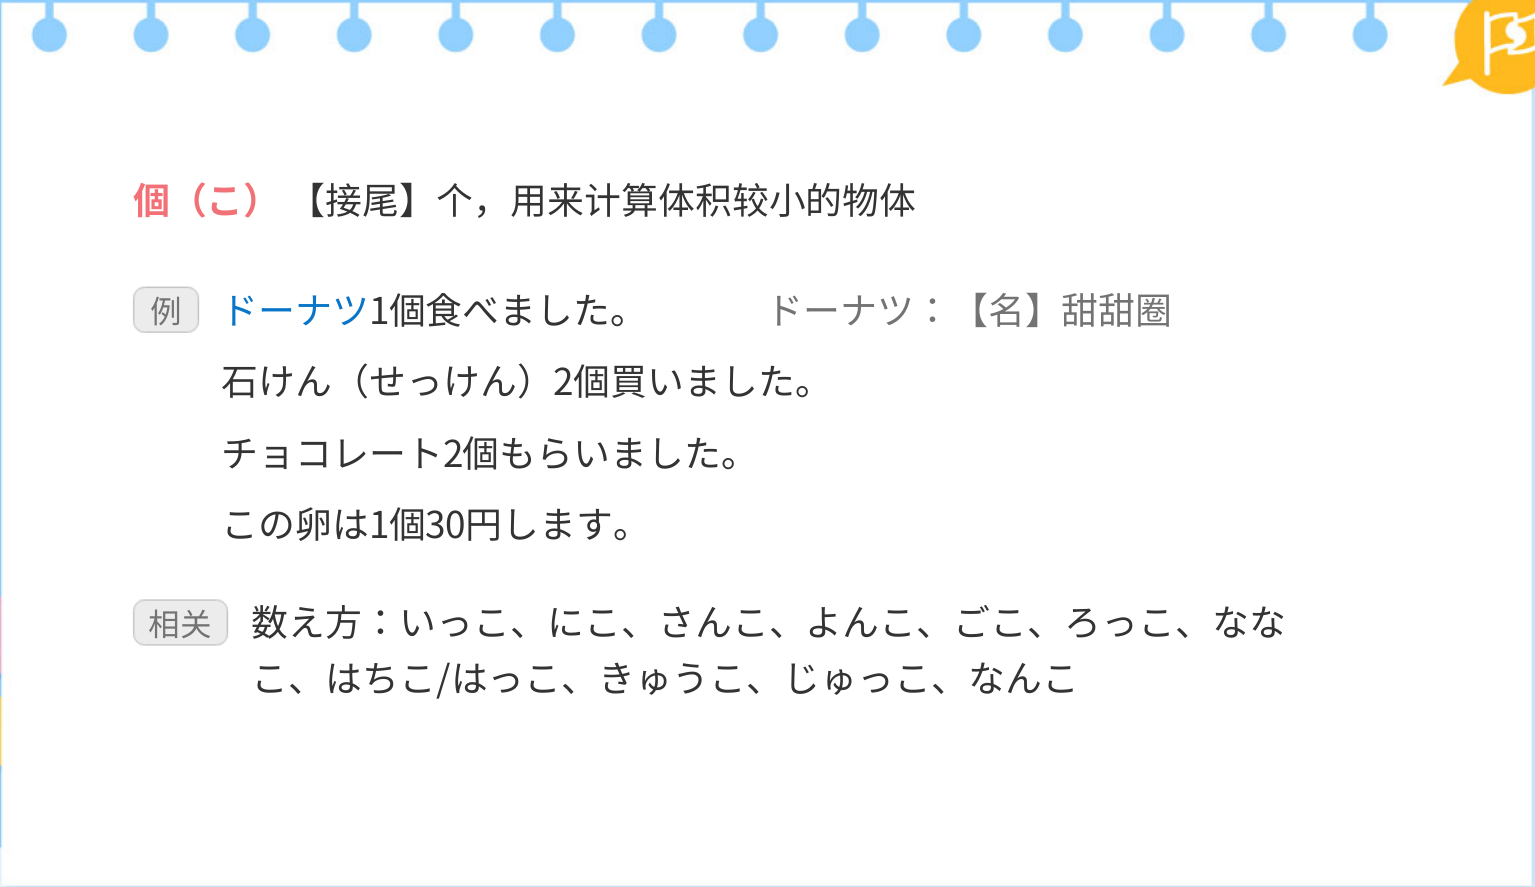 個（こ） 【接尾】个，用来计算体积较小的物体
例 ドーナツ1個食べました。 ドーナツ：【名】甜甜圈
石けん（せっけん）2個買いました。
チョコレート2個もらいました。
この卵は1個30円します。
相关 数え方：いっこ、にこ、さんこ、よんこ、ごこ、ろっこ、なな
こ、はちこ/はっこ、きゅうこ、じゅっこ、なんこ